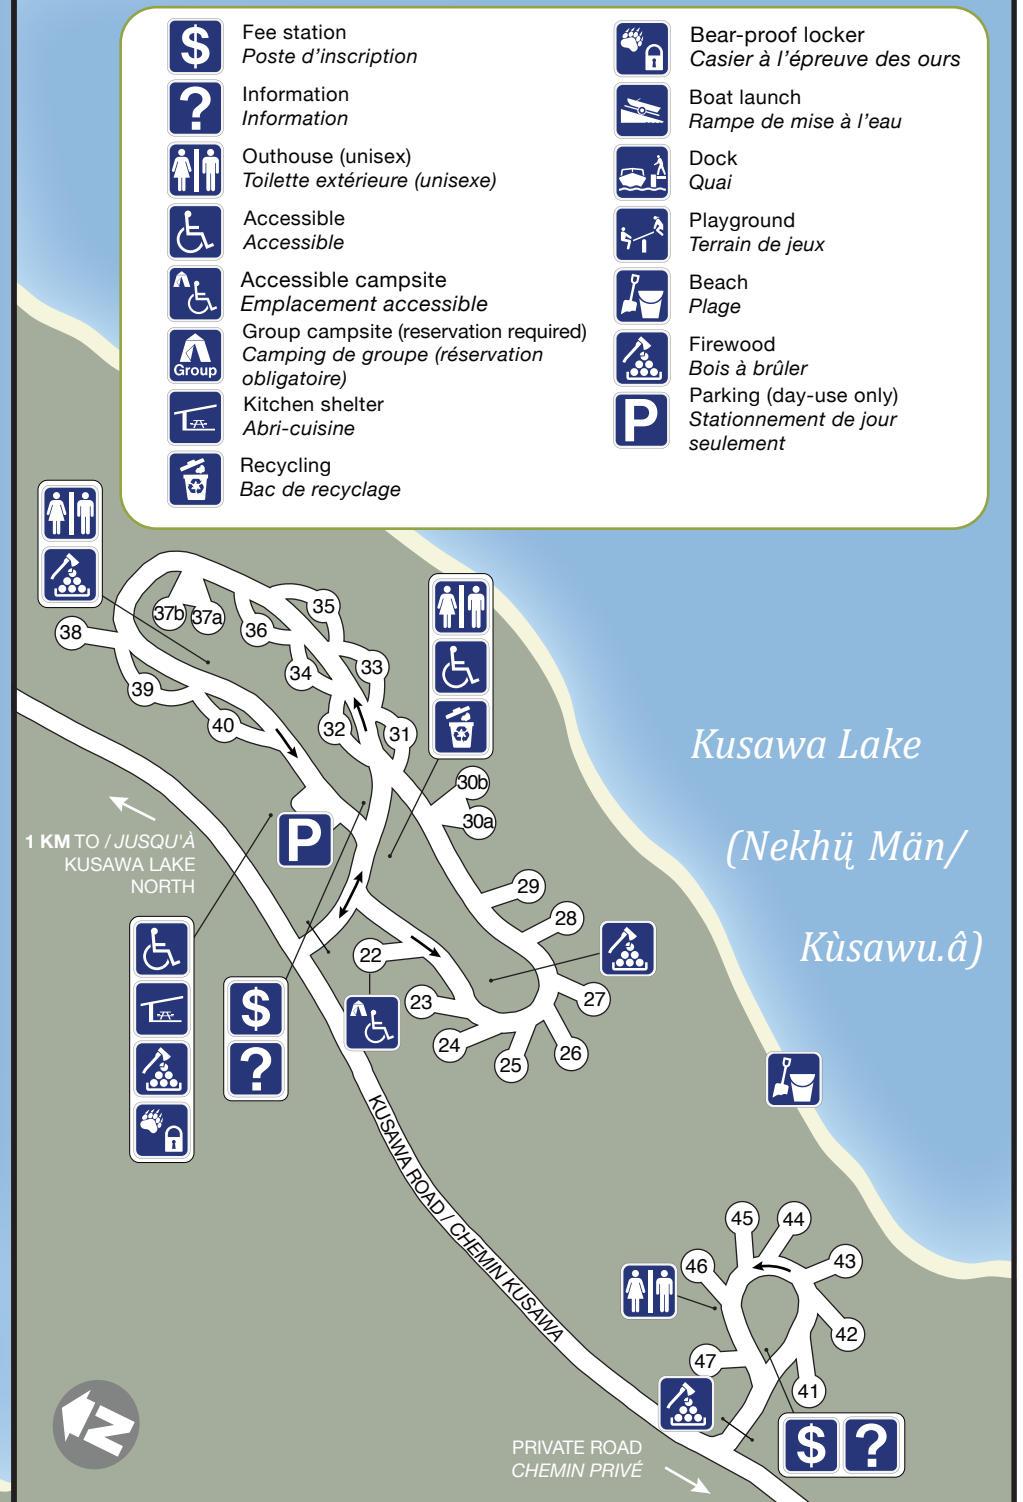 $
Fee station
Poste d'inscription
?
Information
Information
Outhouse (unisex)
Toilette extérieure (unisexe)
Accessible
Accessible
Accessible campsite
Emplacement accessible
Group
Group campsite (reservation required)
Camping de groupe (réservation
obligatoire)
Kitchen shelter
Abri-cuisine
Recycling
Bac de recyclage
Bear-proof locker
Casier à l'épreuve des ours
Boat launch
Rampe de mise à l'eau
Dock
Quai
Playground
Terrain de jeux
Beach
Plage
Firewood
Bois à brûler
P
Parking (day-use only)
Stationnement de jour
seulement
37b
37a
35
36
38
33
34
39
40
32
31
30b
30a
Kusawa Lake
(Nekhų̈ Män/
Kùsawu.â)
1 KM TO / JUSQU'À
KUSAWA LAKE
NORTH
P
29
28
22
27
23
24
25
26
$
?
KUSAWA ROAD / CHEMIN KUSAWA
45
44
46
43
42
47
41
$
?
N
PRIVATE ROAD
CHEMIN PRIVÉ